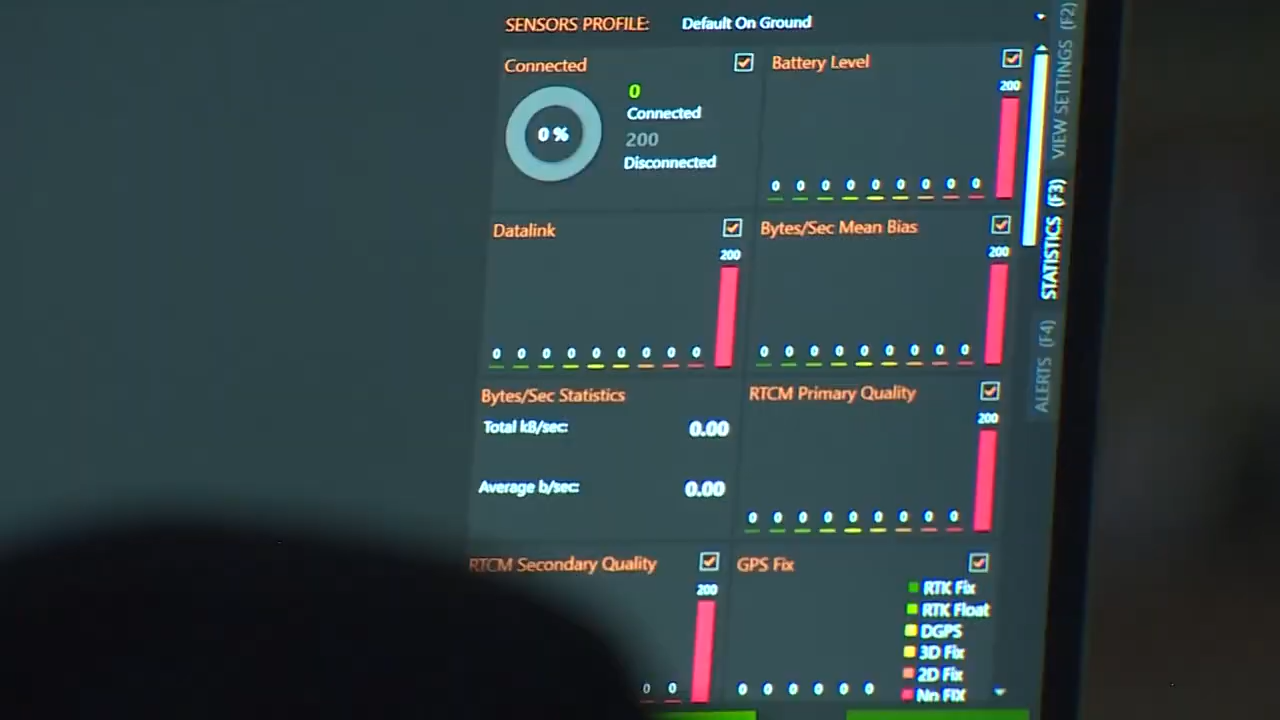 SENSORS PROFILE: Default On Ground
Connected
0 %
0
Connected
200
Disconnected
Battery Level
200
0 0 0 0 0 0 0 0 0
Datalink
200
0 0 0 0 0 0 0 0 0
Bytes/Sec Mean Bias
200
0 0 0 0 0 0 0 0 0
Bytes/Sec Statistics
Total kB/sec: 0.00
Average b/sec: 0.00
RTCM Primary Quality
200
0 0 0 0 0 0 0 0 0
RTCM Secondary Quality
200
0 0
GPS Fix
RTK Fix
RTK Float
DGPS
3D Fix
2D Fix
No FIX
0 0 0 0 0 0
VIEW SETTINGS (F2)
STATISTICS (F3)
ALERTS (F4)